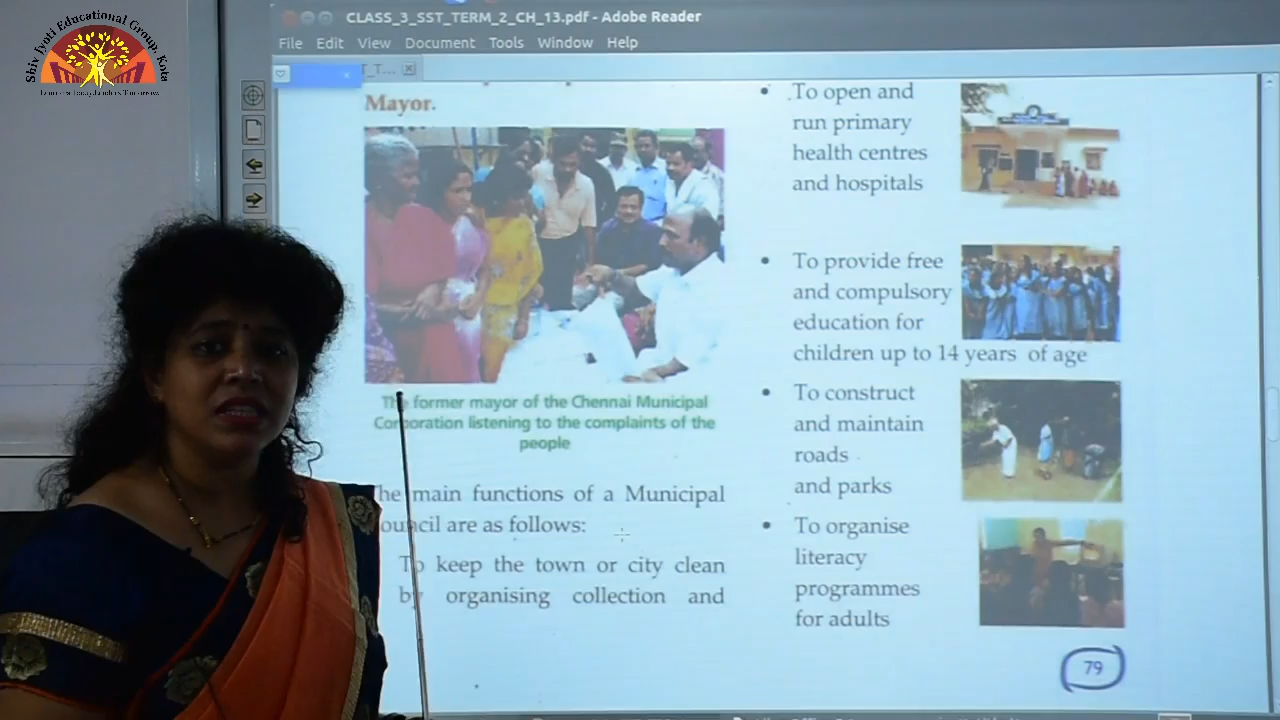 Shiv Jyoti Educational Group, Kota
CLASS_3_SST_TERM_2_CH_13.pdf - Adobe Reader
File Edit View Document Tools Window Help
Mayor.
The former mayor of the Chennai Municipal
Corporation listening to the complaints of the
people
he main functions of a Municipal
ouncil are as follows:
To keep the town or city clean
by organising collection and
• To open and
run primary
health centres
and hospitals
• To provide free
and compulsory
education for
children up to 14 years of age
• To construct
and maintain
roads
and parks
• To organise
literacy
programmes
for adults
79